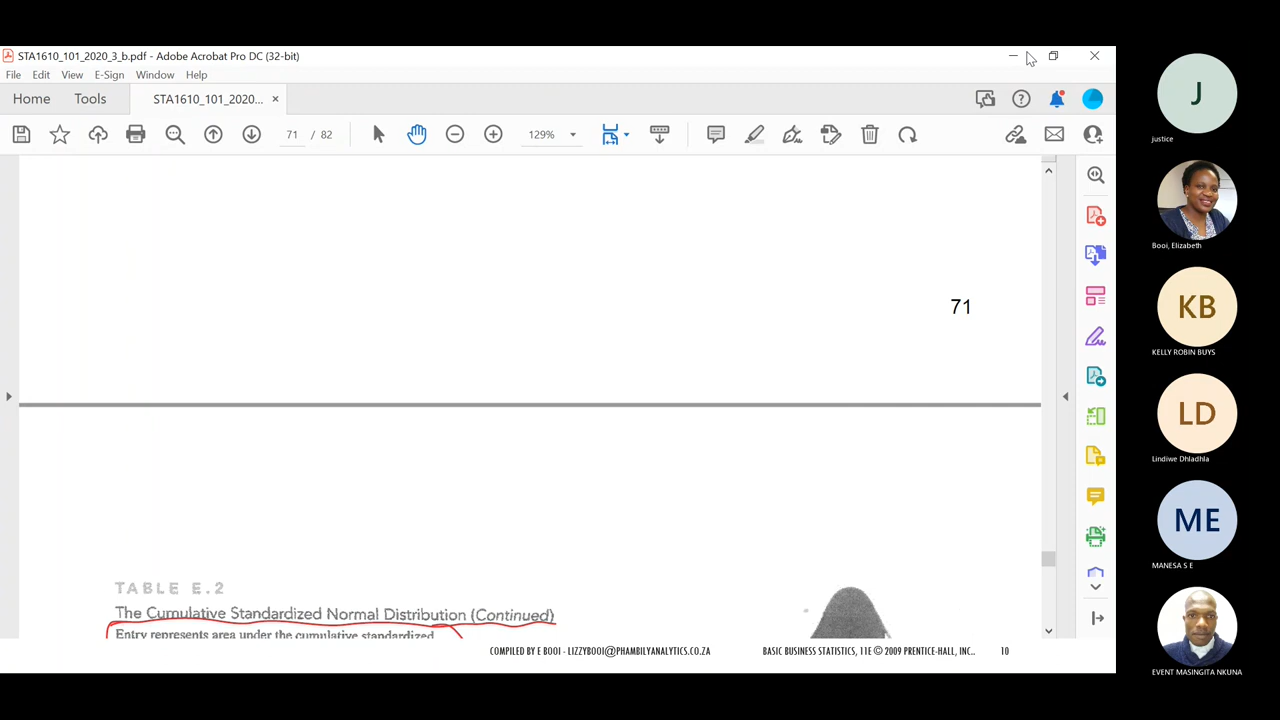 STA1610_101_2020_3_b.pdf - Adobe Acrobat Pro DC (32-bit)
File Edit View E-Sign Window Help
Home Tools STA1610_101_2020... ×
71 / 82 129%
71
TABLE E.2
The Cumulative Standardized Normal Distribution (Continued)
Entry represents area under the cumulative standardized
COMPILED BY E BOOI - LIZZYBOOI@PHAMBILYANALYTICS.CO.ZA BASIC BUSINESS STATISTICS, 11E © 2009 PRENTICE-HALL, INC.. 10
J
justice
Booi, Elizabeth
KB
KELLY ROBIN BUYS
LD
Lindiwe Dhladhla
ME
MANESA S E
EVENT MASINGITA NKUNA